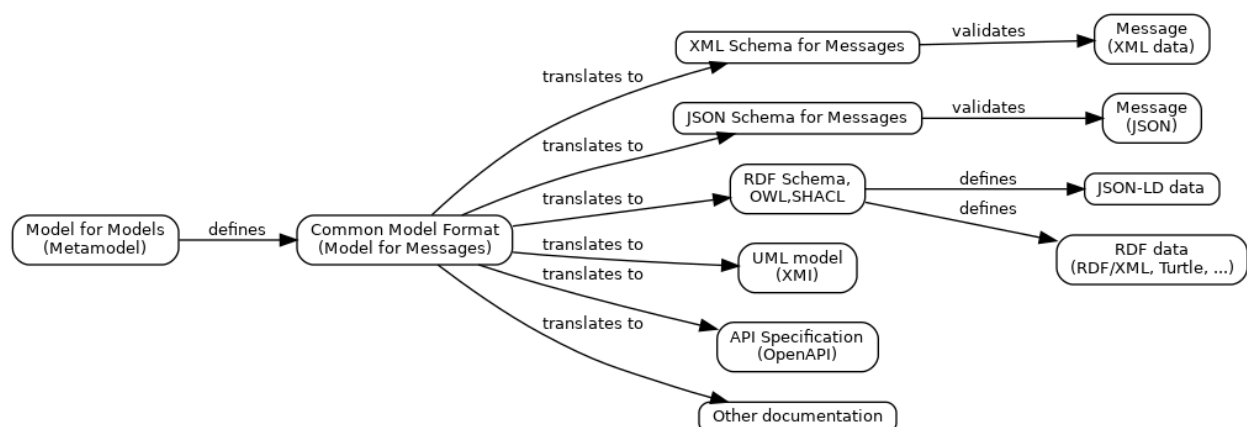 Model for Models
(Metamodel)
defines
Common Model Format
(Model for Messages)
translates to
XML Schema for Messages
validates
Message
(XML data)
translates to
JSON Schema for Messages
validates
Message
(JSON)
translates to
RDF Schema,
OWL,SHACL
defines
JSON-LD data
defines
RDF data
(RDF/XML, Turtle, ...)
translates to
UML model
(XMI)
translates to
API Specification
(OpenAPI)
translates to
Other documentation